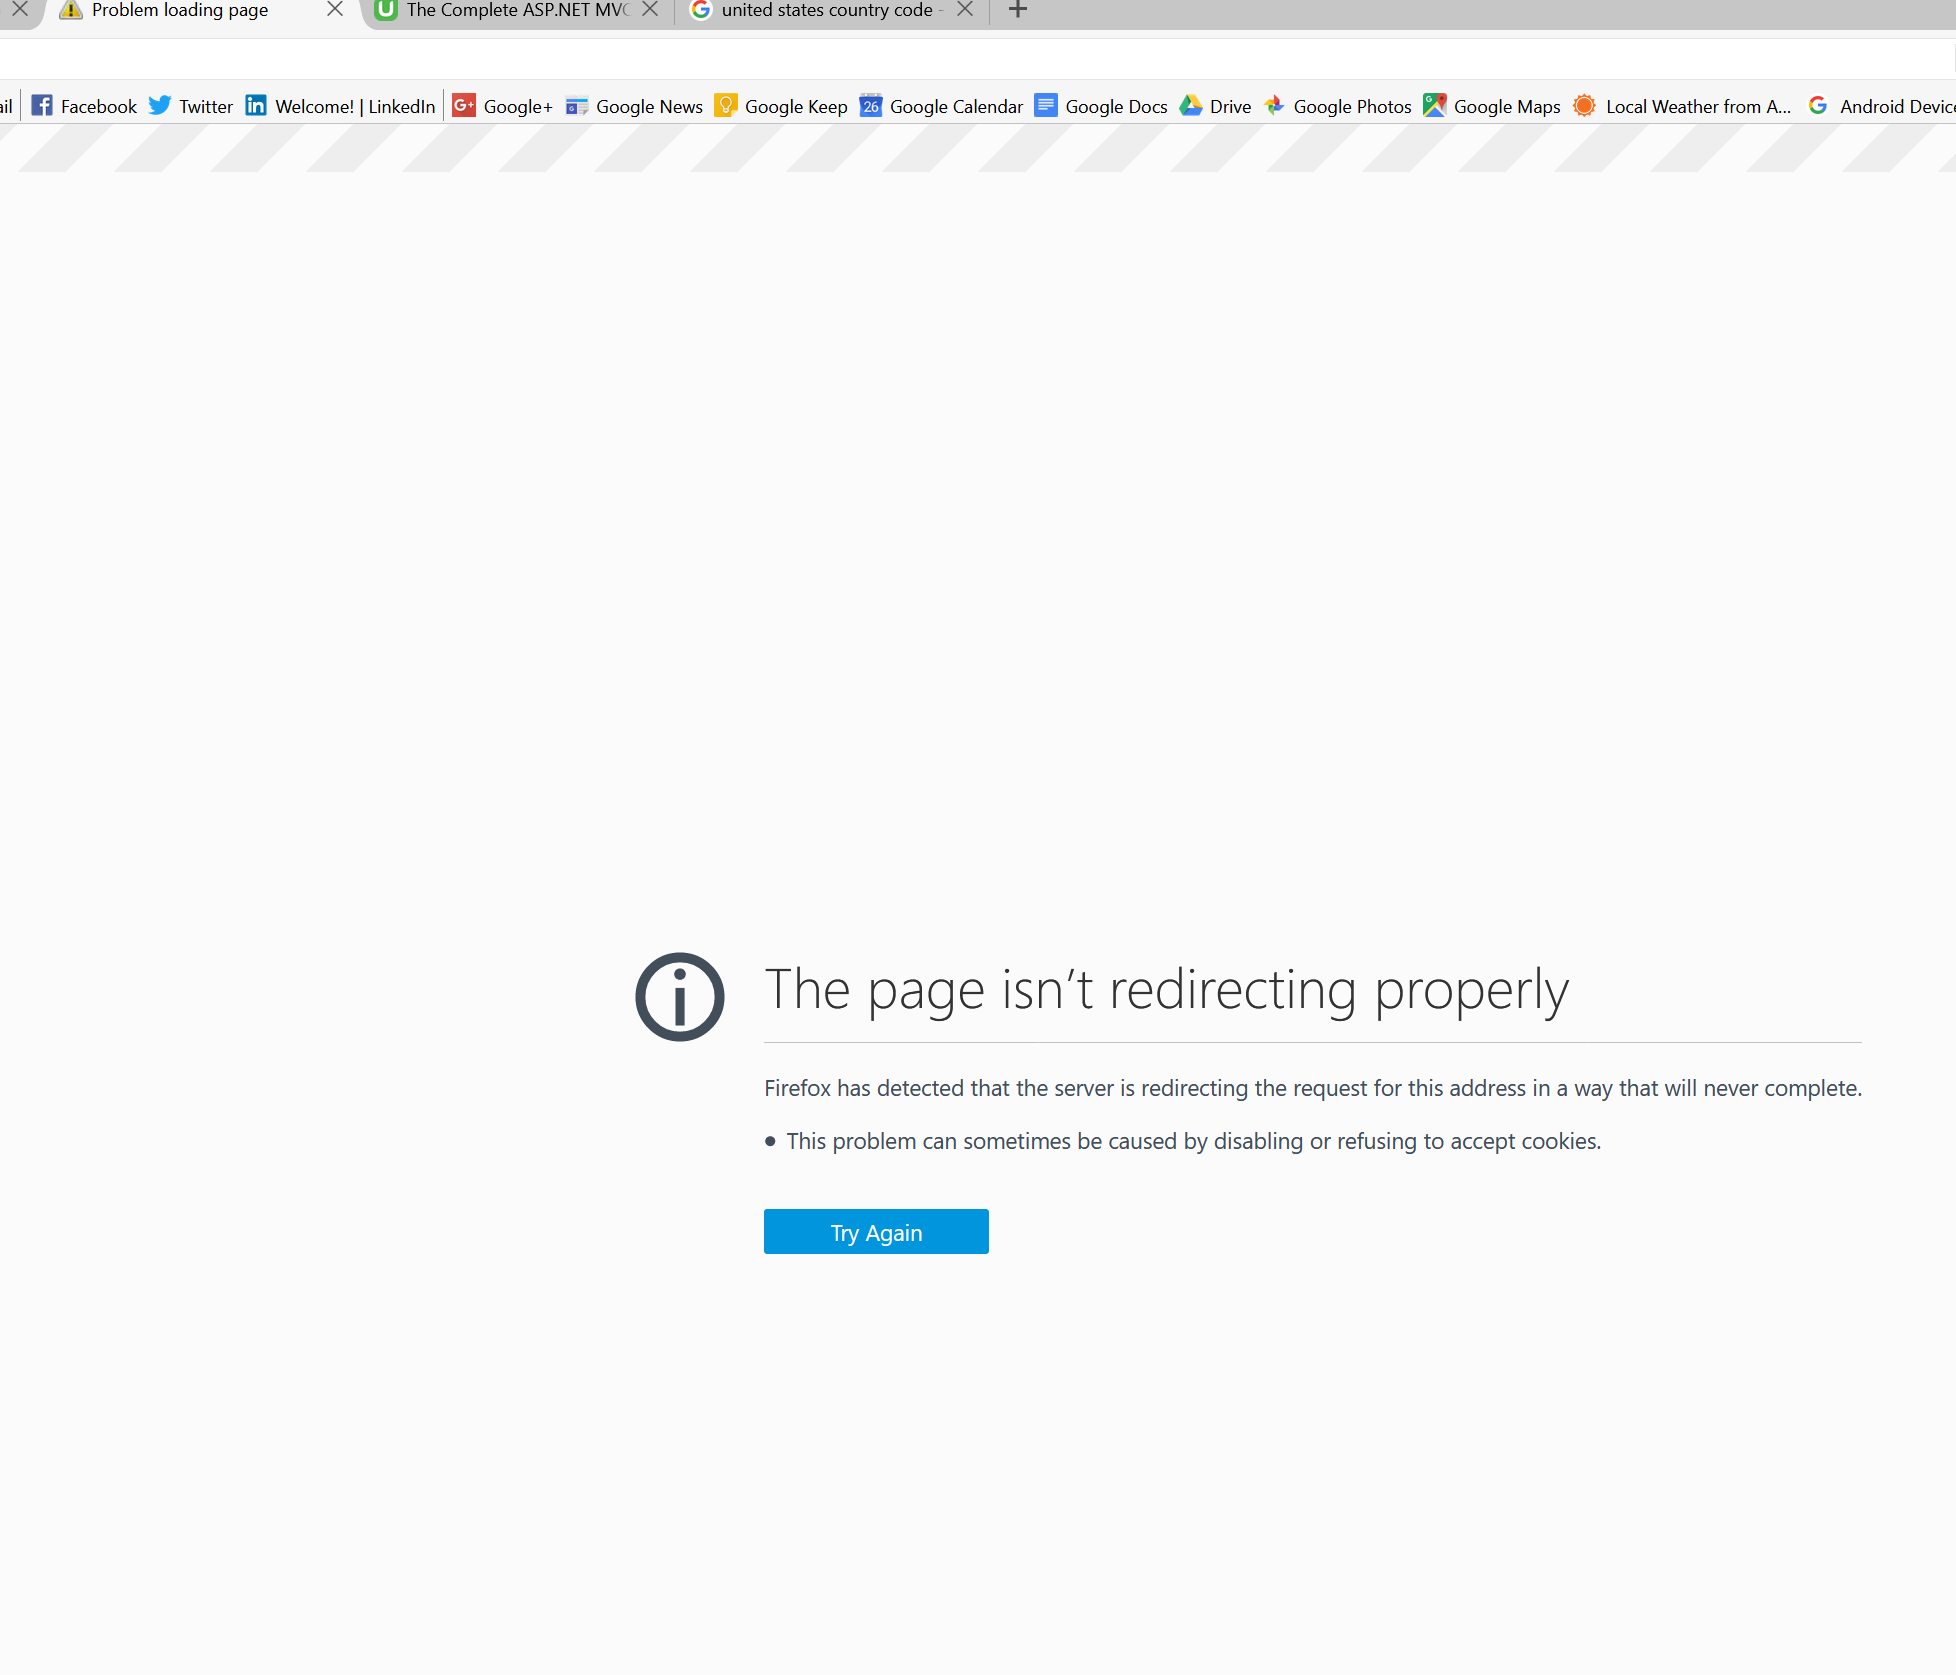 Problem loading page
The Complete ASP.NET MVC
united states country code -
Facebook Twitter Welcome! | LinkedIn Google+ Google News Google Keep 26 Google Calendar Google Docs Drive Google Photos Google Maps Local Weather from A... Android Device
The page isn’t redirecting properly
Firefox has detected that the server is redirecting the request for this address in a way that will never complete.
This problem can sometimes be caused by disabling or refusing to accept cookies.
Try Again